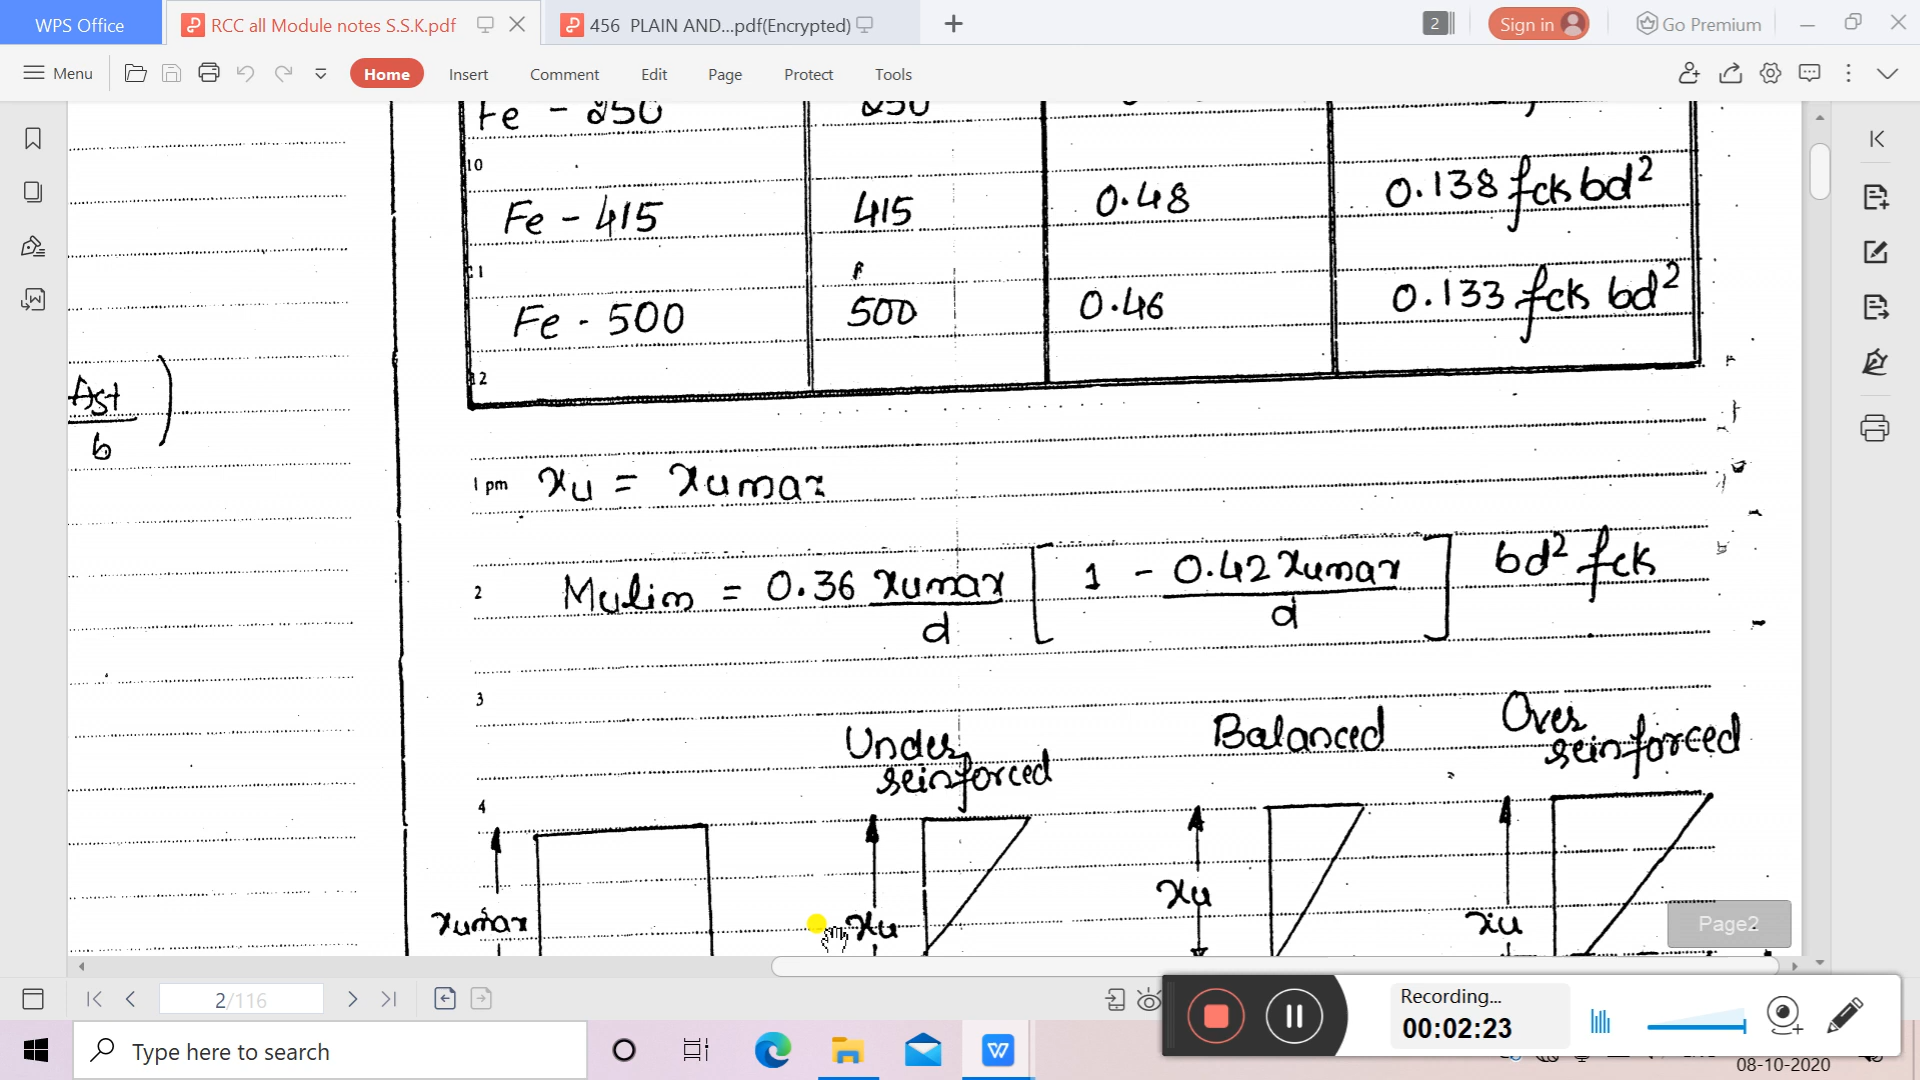 WPS Office
RCC all Module notes S.S.K.pdf
456 PLAIN AND...pdf(Encrypted)
2
Sign in
Go Premium
Menu
Home
Insert
Comment
Edit
Page
Protect
Tools
Fe - 250 250
10
Fe - 415 415 0.48 0.138 fck bd²
11
Fe - 500 500 0.46 0.133 fck bd²
12
Ast
b )
1 pm xu = xumax
2 Mulim = 0.36 xumax/d [ 1 - 0.42 xumax/d ] bd² fck
3
Under reinforced
Balanced
Over reinforced
4
xumax
xu
xu
xu
Page2
2/116
Recording...
00:02:23
Type here to search
08-10-2020